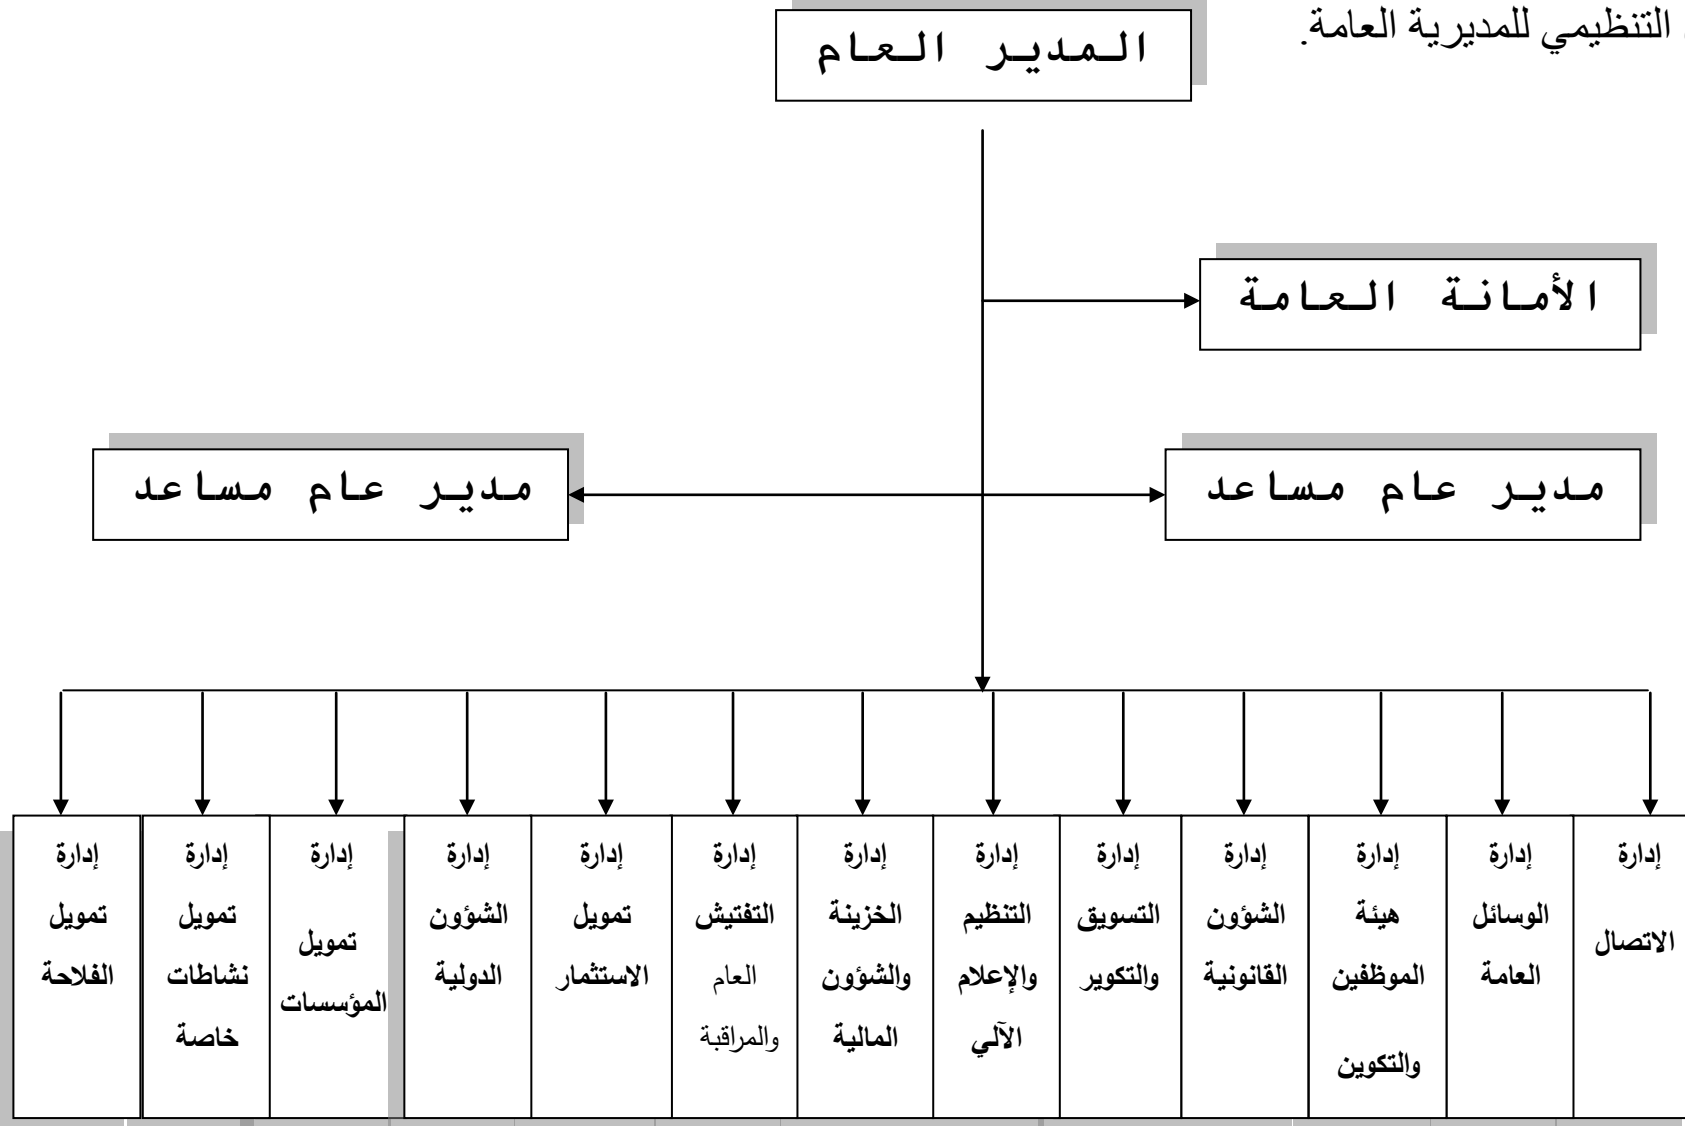 التنظيمي للمديرية العامة.
المدير العام
الأمانة العامة
مدير عام مساعد
مدير عام مساعد
إدارة
الاتصال
إدارة
الوسائل
العامة
إدارة
هيئة
الموظفين
والتكوين
إدارة
الشؤون
القانونية
إدارة
التسويق
والتكوير
إدارة
التنظيم
والإعلام
الآلي
إدارة
الخزينة
والشؤون
المالية
إدارة
التفتيش
العام
والمراقبة
إدارة
تمويل
الاستثمار
إدارة
الشؤون
الدولية
إدارة
تمويل
المؤسسات
إدارة
تمويل
نشاطات
خاصة
إدارة
تمويل
الفلاحة